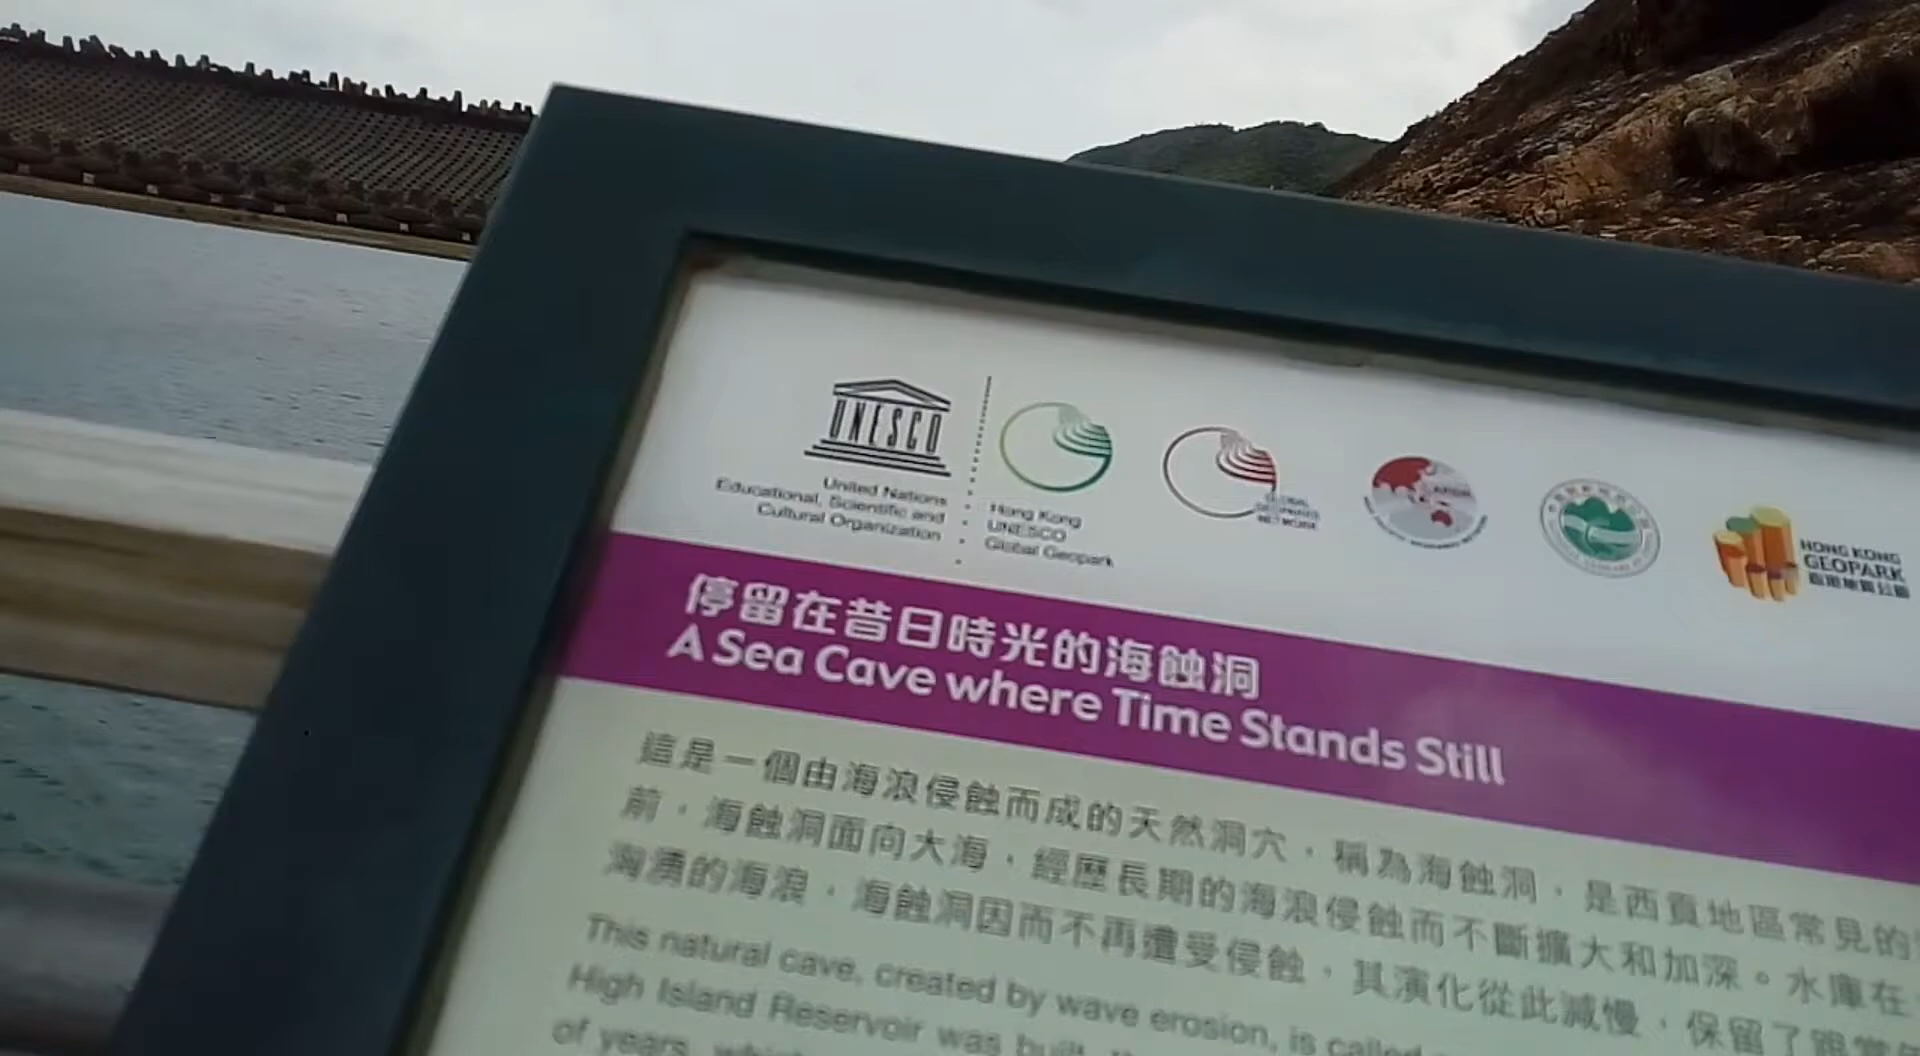 UNESCO
United Nations
Educational, Scientific and
Cultural Organization
Hong Kong
UNESCO
Global Geopark
GLOBAL
GEOPARKS
NETWORK
HONG KONG
GEOPARK
香港地質公園
停留在昔日時光的海蝕洞
A Sea Cave where Time Stands Still
這是一個由海浪侵蝕而成的天然洞穴，稱為海蝕洞，是西貢地區常見的
前，海蝕洞面向大海，經歷長期的海浪侵蝕而不斷擴大和加深。水庫在
洶湧的海浪，海蝕洞因而不再遭受侵蝕，其演化從此減慢，保留了
This natural cave, created by wave erosion, is called
High Island Reservoir was built,
of years,